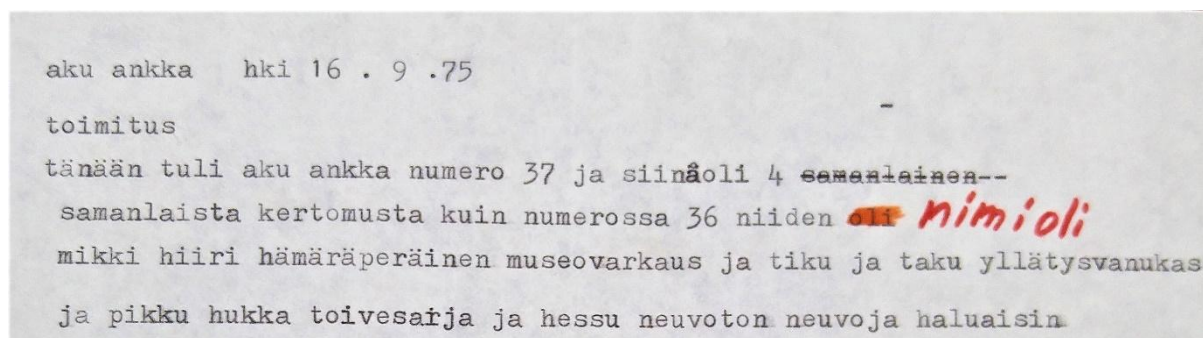 aku ankka hki 16 . 9 .75
toimitus
tänään tuli aku ankka numero 37 ja siinäoli 4 samanlainen--
samanlaista kertomusta kuin numerossa 36 niiden oli nimi oli
mikki hiiri hämäräperäinen museovarkaus ja tiku ja taku yllätysvanukas
ja pikku hukka toivesarja ja hessu neuvoton neuvoja haluaisin